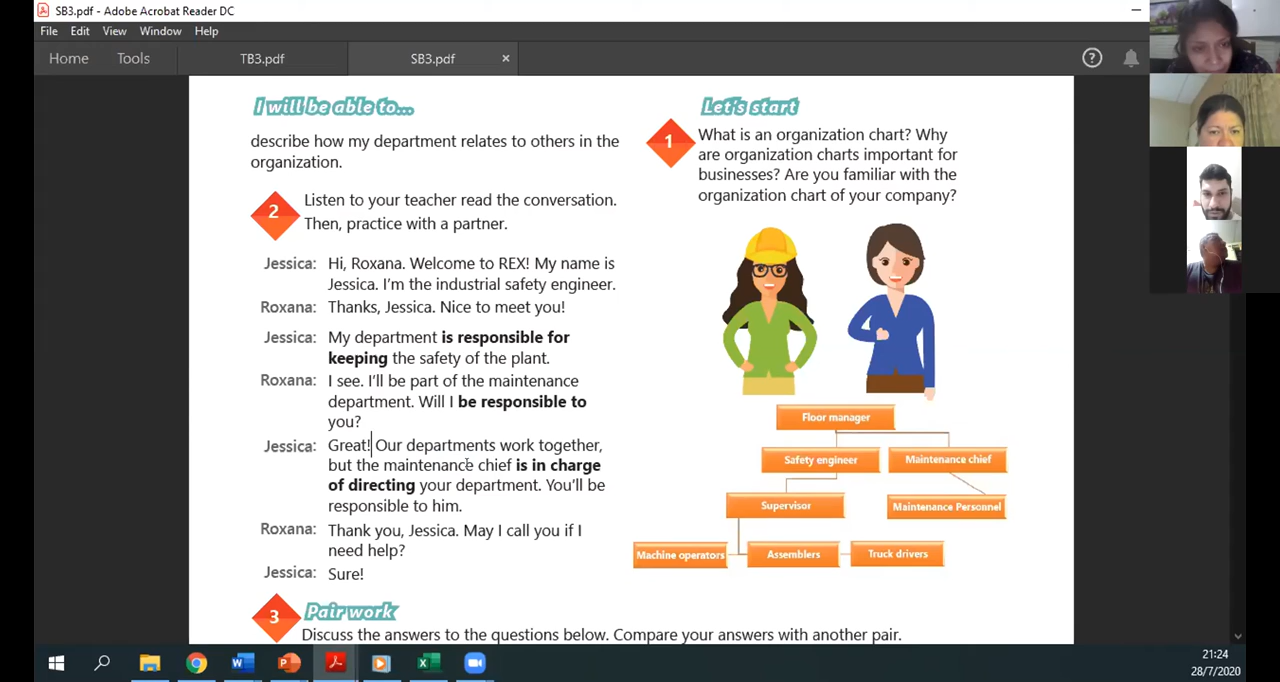 SB3.pdf - Adobe Acrobat Reader DC
File Edit View Window Help
Home Tools TB3.pdf SB3.pdf ×
I will be able to...
describe how my department relates to others in the
organization.
2
Listen to your teacher read the conversation.
Then, practice with a partner.
Jessica: Hi, Roxana. Welcome to REX! My name is
Jessica. I'm the industrial safety engineer.
Roxana: Thanks, Jessica. Nice to meet you!
Jessica: My department is responsible for
keeping the safety of the plant.
Roxana: I see. I'll be part of the maintenance
department. Will I be responsible to
you?
Jessica: Great! Our departments work together,
but the maintenance chief is in charge
of directing your department. You'll be
responsible to him.
Roxana: Thank you, Jessica. May I call you if I
need help?
Jessica: Sure!
Let's start
1
What is an organization chart? Why
are organization charts important for
businesses? Are you familiar with the
organization chart of your company?
Floor manager
Safety engineer Maintenance chief
Supervisor Maintenance Personnel
Machine operators Assemblers Truck drivers
3
Pair work
Discuss the answers to the questions below. Compare your answers with another pair.
21:24
28/7/2020